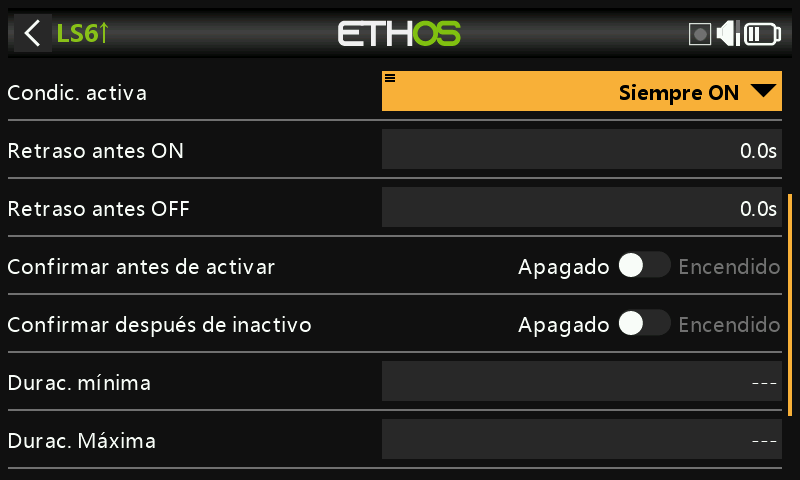 LS6↑
ETHOS
Condic. activa
Siempre ON
Retraso antes ON
0.0s
Retraso antes OFF
0.0s
Confirmar antes de activar
Apagado Encendido
Confirmar después de inactivo
Apagado Encendido
Durac. mínima
---
Durac. Máxima
---